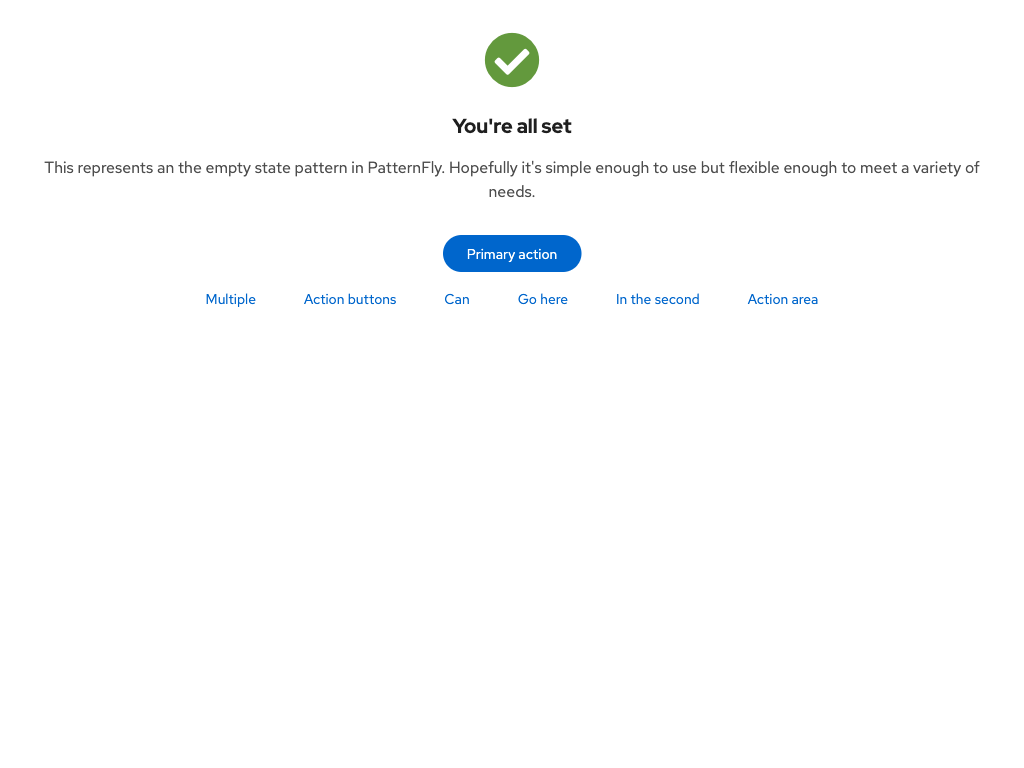 You're all set
This represents an the empty state pattern in PatternFly. Hopefully it's simple enough to use but flexible enough to meet a variety of
needs.
Primary action
Multiple Action buttons Can Go here In the second Action area